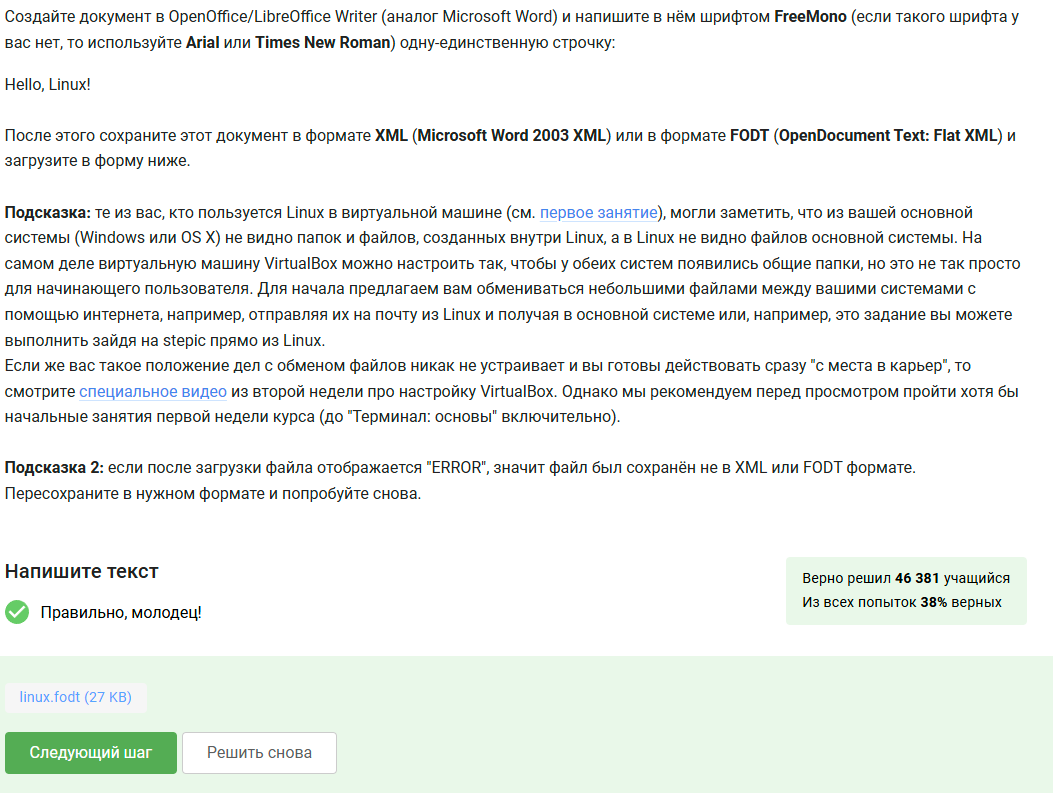 Создайте документ в OpenOffice/LibreOffice Writer (аналог Microsoft Word) и напишите в нём шрифтом FreeMono (если такого шрифта у
вас нет, то используйте Arial или Times New Roman) одну-единственную строчку:
Hello, Linux!
После этого сохраните этот документ в формате XML (Microsoft Word 2003 XML) или в формате FODT (OpenDocument Text: Flat XML) и
загрузите в форму ниже.
Подсказка: те из вас, кто пользуется Linux в виртуальной машине (см. первое занятие), могли заметить, что из вашей основной
системы (Windows или OS X) не видно папок и файлов, созданных внутри Linux, а в Linux не видно файлов основной системы. На
самом деле виртуальную машину VirtualBox можно настроить так, чтобы у обеих систем появились общие папки, но это не так просто
для начинающего пользователя. Для начала предлагаем вам обмениваться небольшими файлами между вашими системами с
помощью интернета, например, отправляя их на почту из Linux и получая в основной системе или, например, это задание вы можете
выполнить зайдя на stepic прямо из Linux.
Если же вас такое положение дел с обменом файлов никак не устраивает и вы готовы действовать сразу "с места в карьер", то
смотрите специальное видео из второй недели про настройку VirtualBox. Однако мы рекомендуем перед просмотром пройти хотя бы
начальные занятия первой недели курса (до "Терминал: основы" включительно).
Подсказка 2: если после загрузки файла отображается "ERROR", значит файл был сохранён не в XML или FODT формате.
Пересохраните в нужном формате и попробуйте снова.
Напишите текст
Верно решил 46 381 учащийся
Из всех попыток 38% верных
Правильно, молодец!
linux.fodt (27 KB)
Следующий шаг
Решить снова